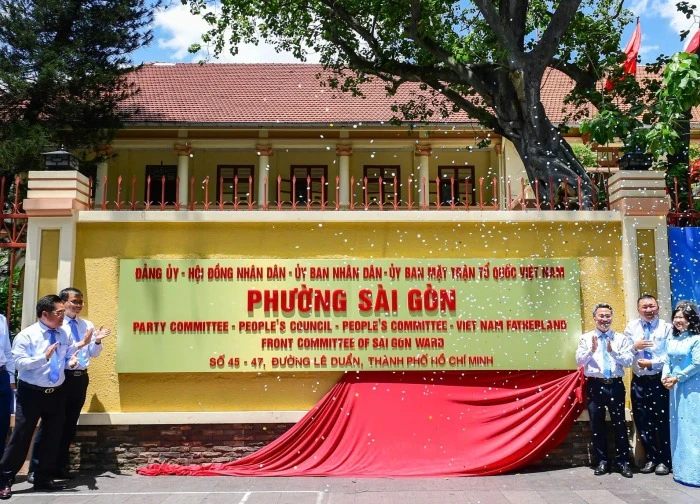 ĐẢNG ỦY - HỘI ĐỒNG NHÂN DÂN - ỦY BAN NHÂN DÂN - ỦY BAN MẶT TRẬN TỔ QUỐC VIỆT NAM
PHƯỜNG SÀI GÒN
PARTY COMMITTEE - PEOPLE'S COUNCIL - PEOPLE'S COMMITTEE - VIET NAM FATHERLAND
FRONT COMMITTEE OF SAI GON WARD
SỐ 45 - 47, ĐƯỜNG LÊ DUẨN, THÀNH PHỐ HỒ CHÍ MINH